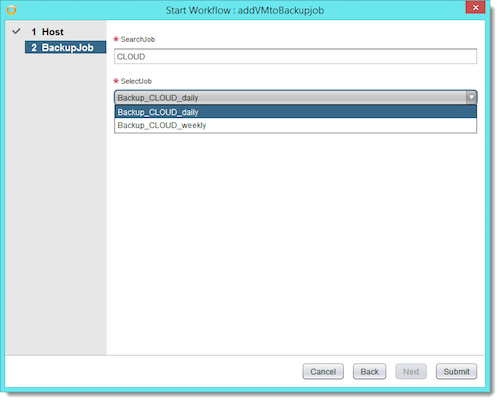 Start Workflow : addVMtoBackupjob
1 Host
2 BackupJob
* SearchJob
CLOUD
* SelectJob
Backup_CLOUD_daily
Backup_CLOUD_daily
Backup_CLOUD_weekly
Cancel Back Next Submit